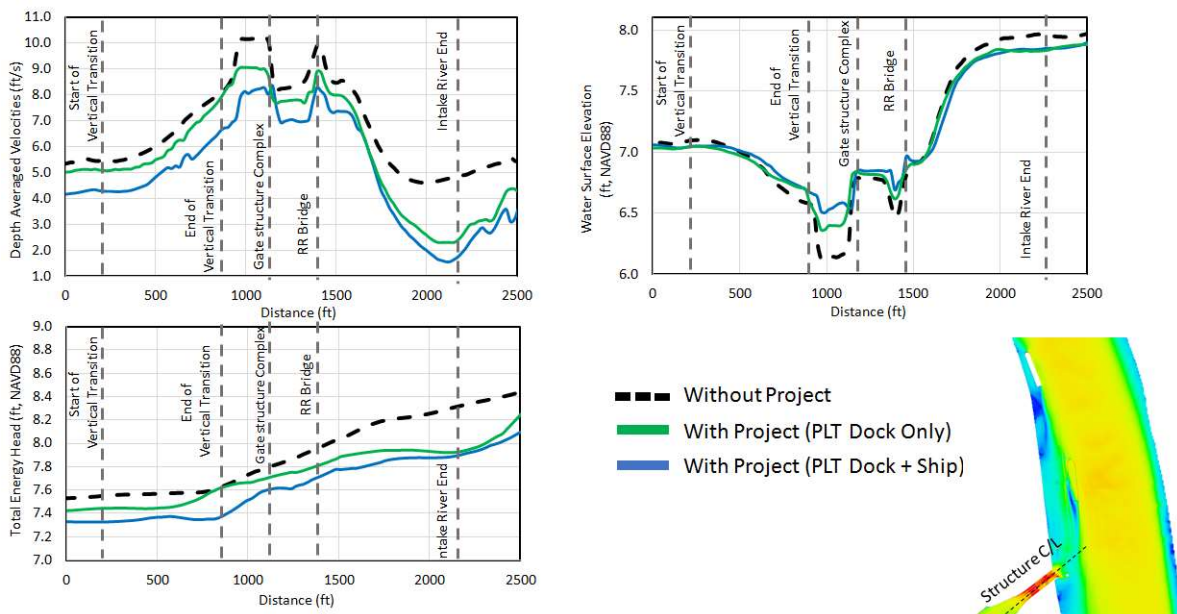 11.0
10.0
9.0
8.0
7.0
6.0
5.0
4.0
3.0
2.0
1.0
Depth Averaged Velocities (ft/s)
Start of
Vertical Transition
End of
Vertical Transition
Gate structure Complex
RR Bridge
Intake River End
0 500 1000 1500 2000 2500
Distance (ft)
8.0
7.5
7.0
6.5
6.0
Water Surface Elevation
(ft, NAVD88)
Start of
Vertical Transition
End of
Vertical Transition
Gate structure Complex
RR Bridge
Intake River End
0 500 1000 1500 2000 2500
Distance (ft)
9.0
8.8
8.6
8.4
8.2
8.0
7.8
7.6
7.4
7.2
7.0
Total Energy Head (ft, NAVD88)
Start of
Vertical Transition
End of
Vertical Transition
Gate structure Complex
RR Bridge
ntake River End
0 500 1000 1500 2000 2500
Distance (ft)
Without Project
With Project (PLT Dock Only)
With Project (PLT Dock + Ship)
Structure C/L